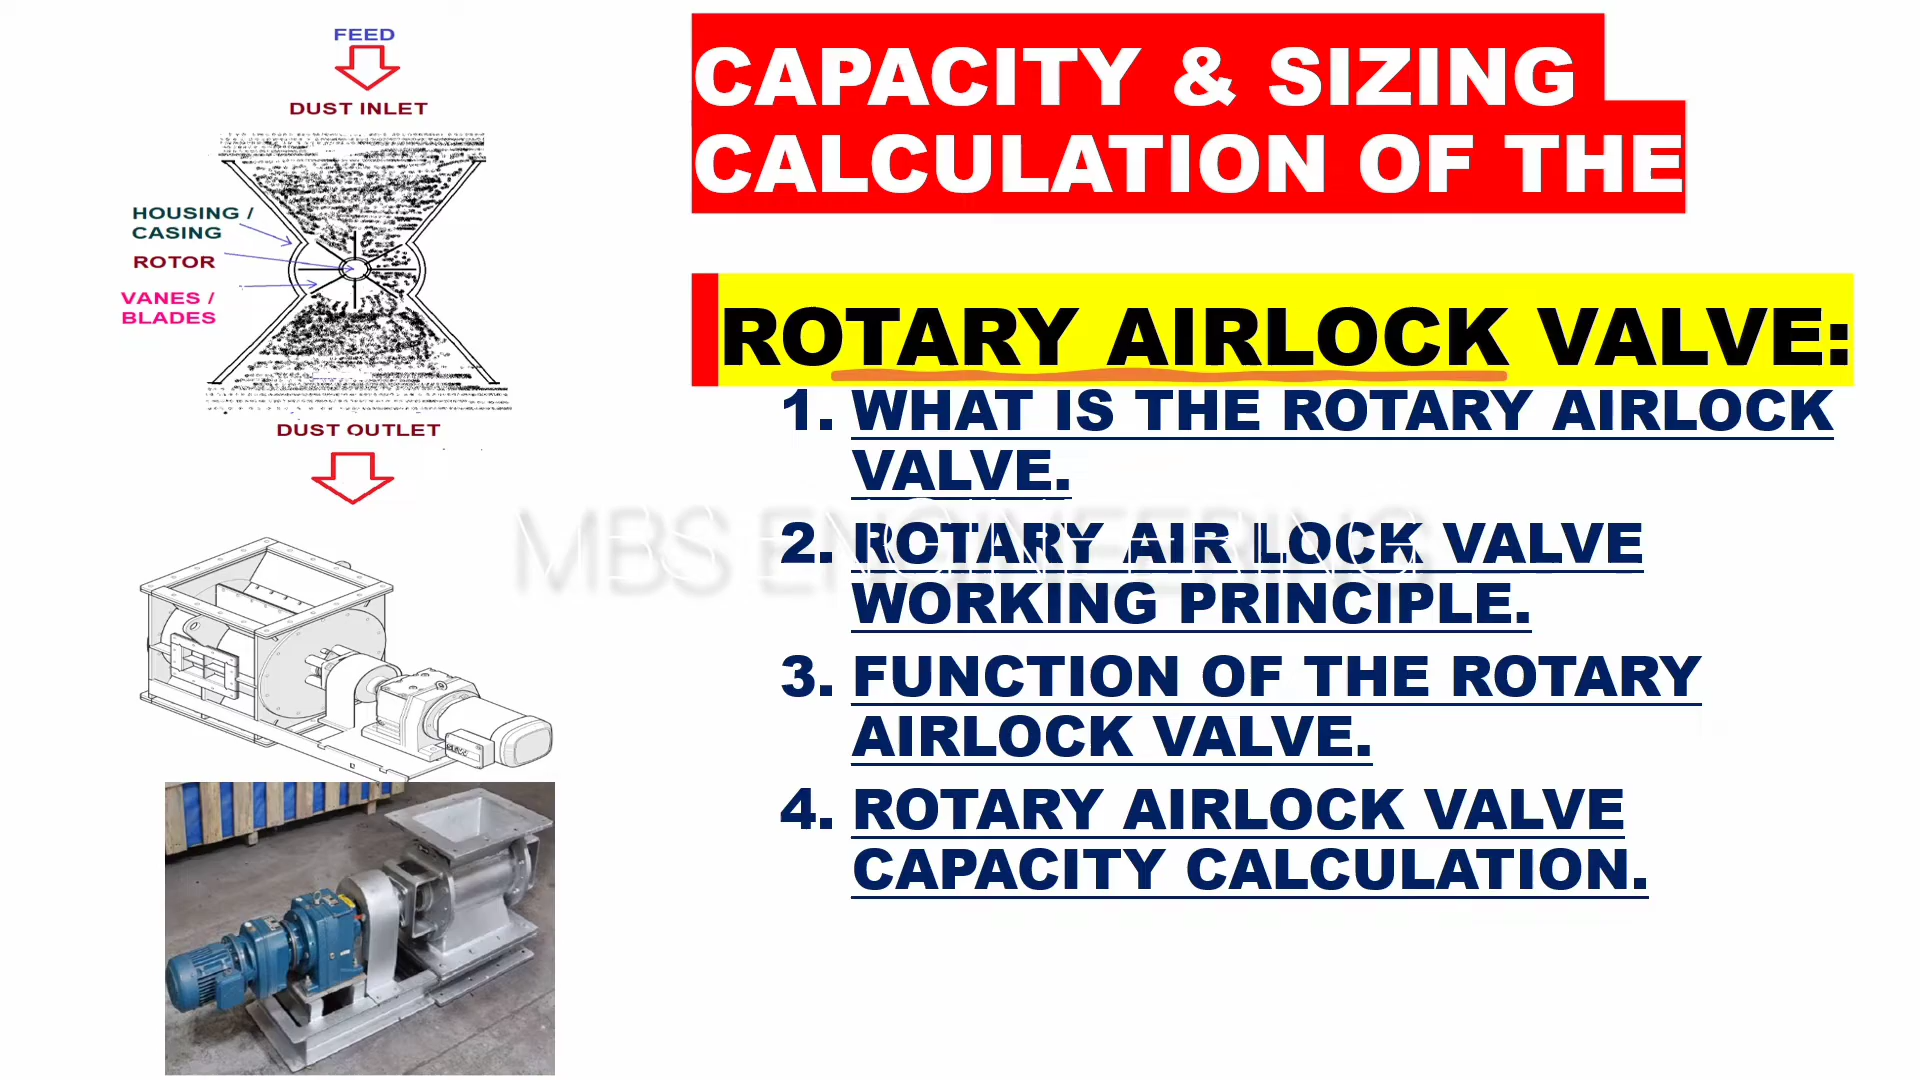 FEED
DUST INLET
HOUSING /
CASING
ROTOR
VANES /
BLADES
DUST OUTLET
CAPACITY & SIZING
CALCULATION OF THE
ROTARY AIRLOCK VALVE:
1. WHAT IS THE ROTARY AIRLOCK
VALVE.
2. ROTARY AIR LOCK VALVE
WORKING PRINCIPLE.
3. FUNCTION OF THE ROTARY
AIRLOCK VALVE.
4. ROTARY AIRLOCK VALVE
CAPACITY CALCULATION.
MBS ENGINEERING